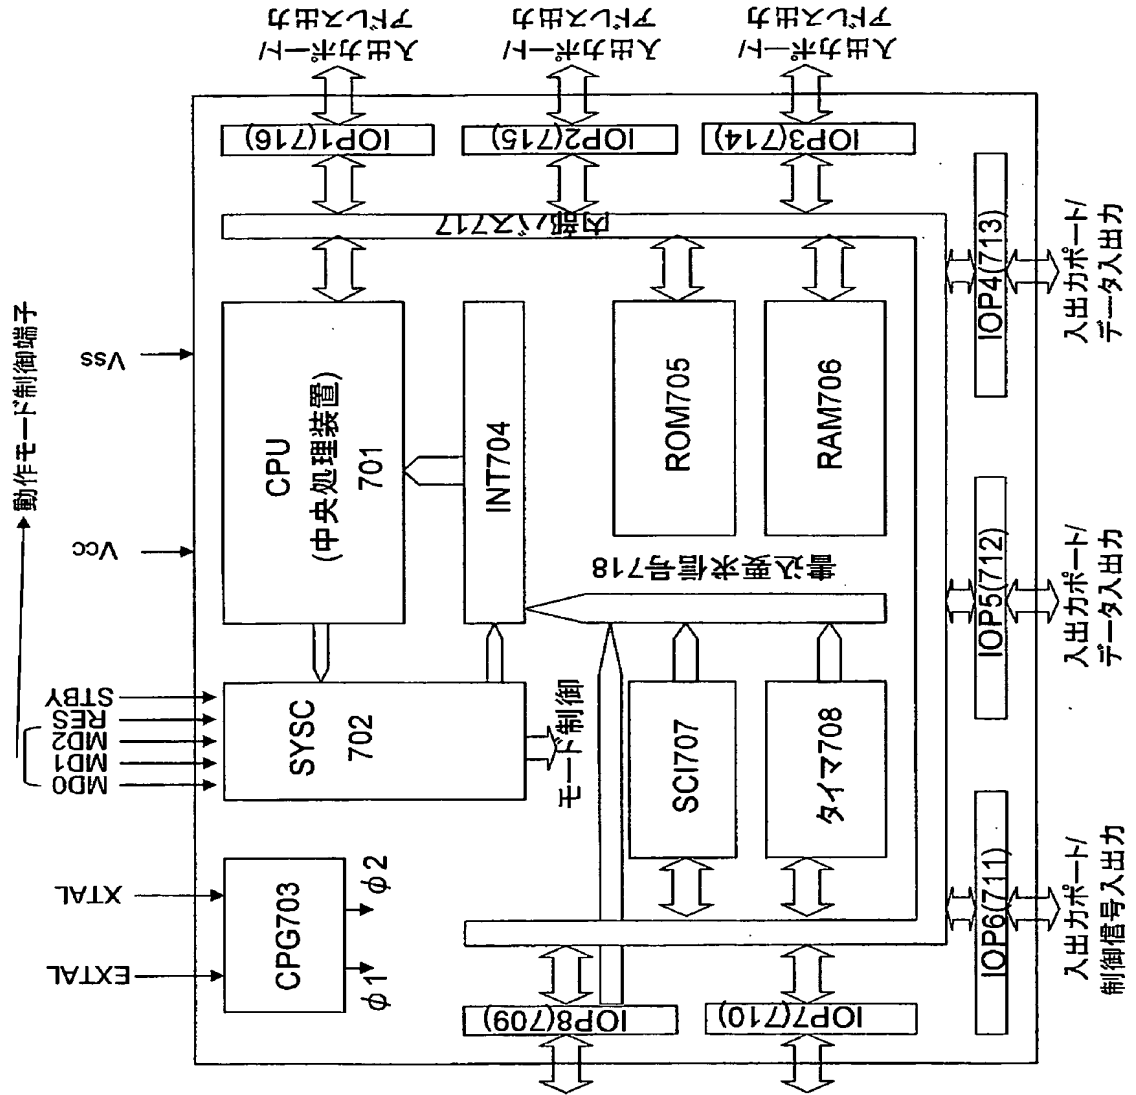 動作モード制御端子
EXTAL
XTAL
MD0
MD1
MD2
RES
STBY
Vcc
Vss
入出力ポート/
アドレス出力
入出力ポート/
アドレス出力
入出力ポート/
アドレス出力
CPG703
φ1
φ2
SYSC
702
モード制御
CPU
(中央処理装置)
701
INT704
書込要求信号718
ROM705
RAM706
SCI707
タイマ708
内部バス717
IOP1(716)
IOP2(715)
IOP3(714)
IOP4(713)
IOP5(712)
IOP6(711)
IOP7(710)
IOP8(709)
入出力ポート/
データ入出力
入出力ポート/
データ入出力
入出力ポート/
制御信号入出力